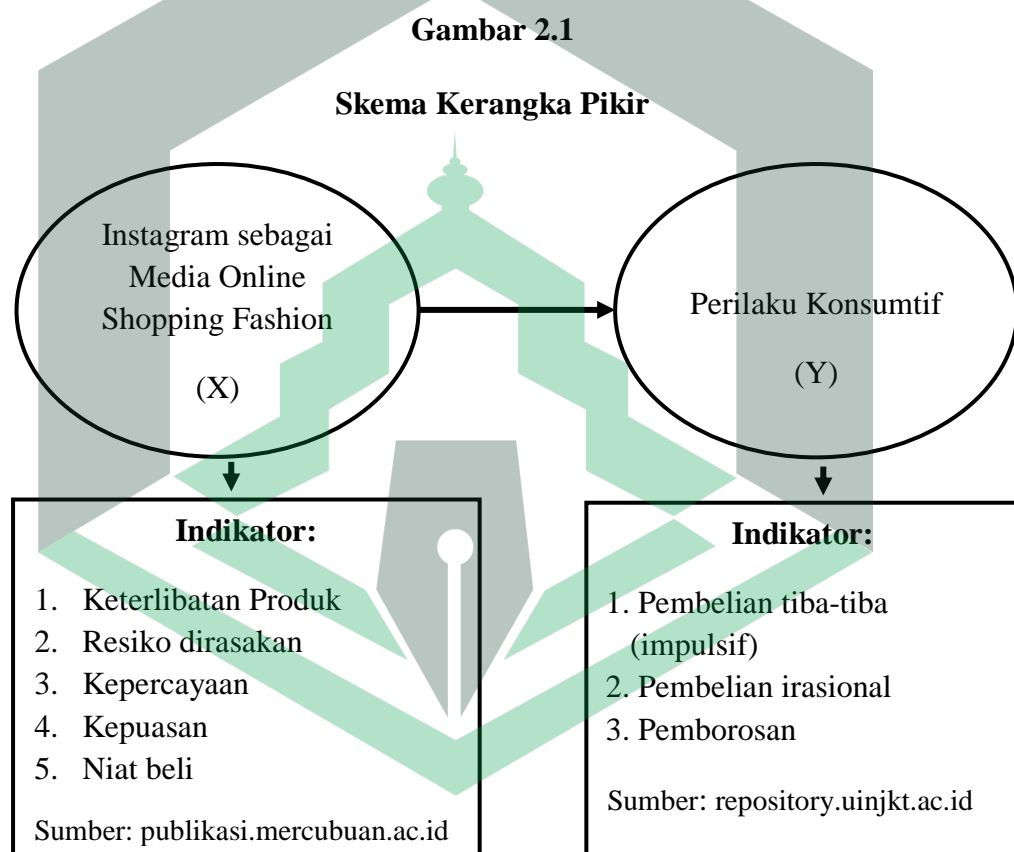 Gambar 2.1
Skema Kerangka Pikir
Instagram sebagai
Media Online
Shopping Fashion
(X)
Perilaku Konsumtif
(Y)
Indikator:
1. Keterlibatan Produk
2. Resiko dirasakan
3. Kepercayaan
4. Kepuasan
5. Niat beli
Sumber: publikasi.mercubuan.ac.id
Indikator:
1. Pembelian tiba-tiba
(impulsif)
2. Pembelian irasional
3. Pemborosan
Sumber: repository.uinjkt.ac.id